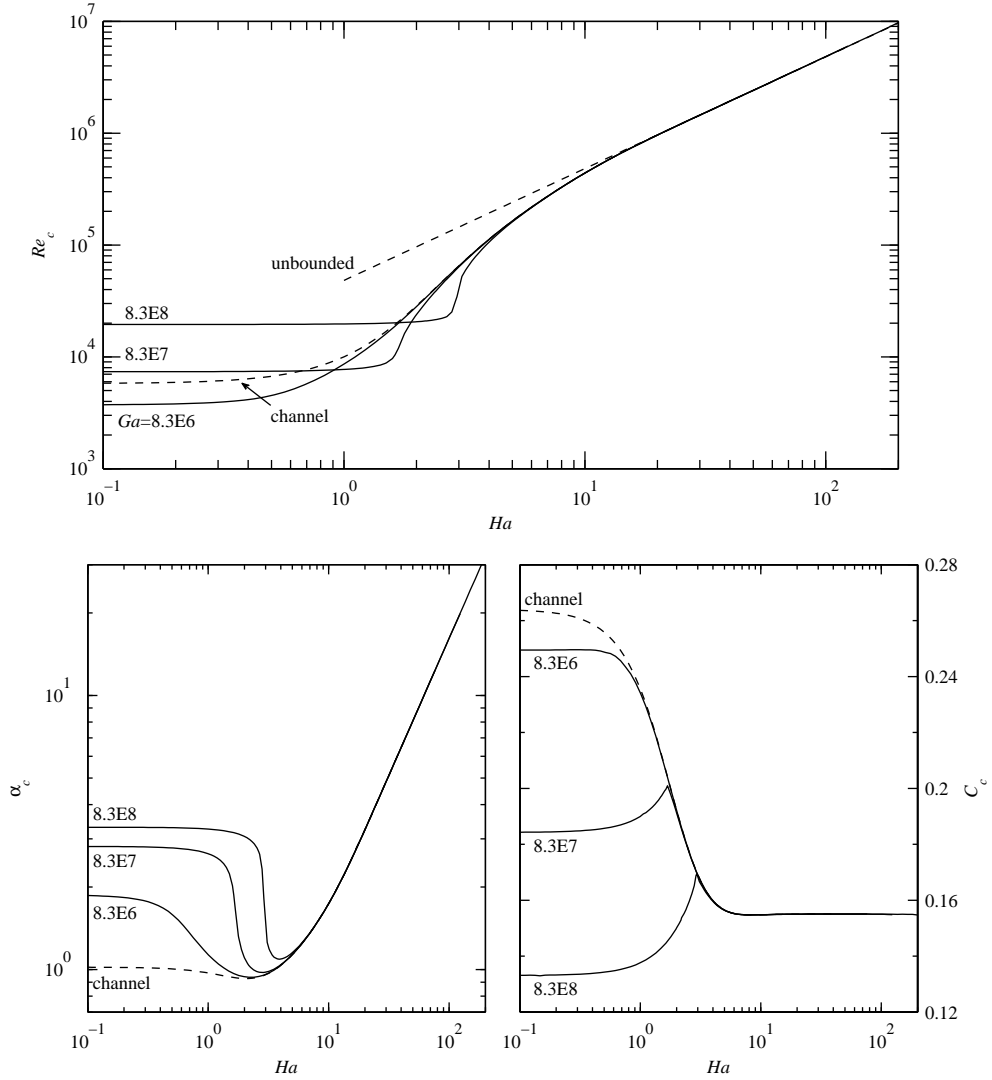 10^7
10^6
10^5
10^4
10^3
Re_c
unbounded
8.3E8
8.3E7
Ga=8.3E6
channel
10^−1
10^0
10^1
10^2
Ha
10^1
10^0
α_c
8.3E8
8.3E7
8.3E6
channel
10^−1
10^0
10^1
10^2
Ha
channel
8.3E6
8.3E7
8.3E8
0.28
0.24
0.2
0.16
0.12
C_c
10^−1
10^0
10^1
10^2
Ha